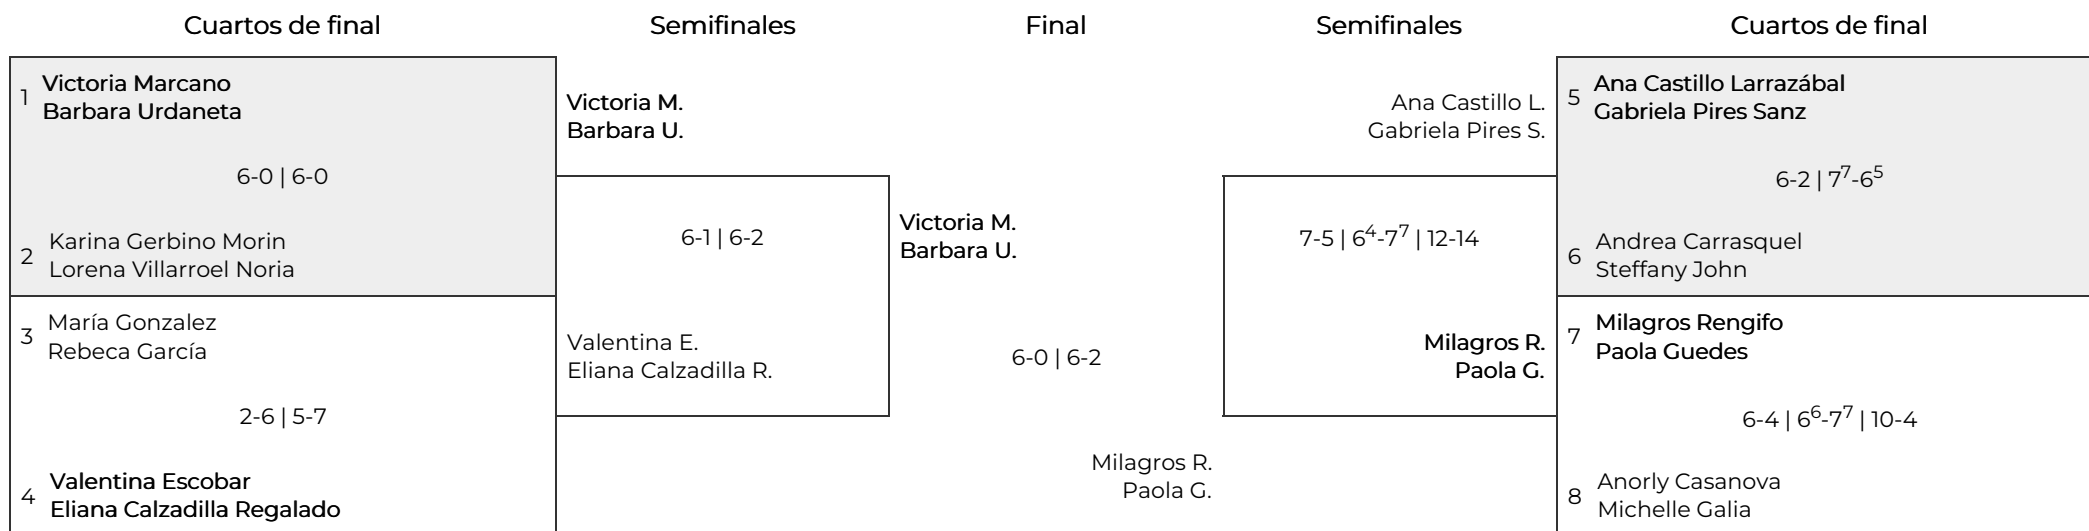 Cuartos de final
Semifinales
Final
Semifinales
Cuartos de final
1
Victoria Marcano
Barbara Urdaneta
6-0 | 6-0
2
Karina Gerbino Morin
Lorena Villarroel Noria
3
María Gonzalez
Rebeca García
2-6 | 5-7
4
Valentina Escobar
Eliana Calzadilla Regalado
Victoria M.
Barbara U.
6-1 | 6-2
Valentina E.
Eliana Calzadilla R.
Victoria M.
Barbara U.
6-0 | 6-2
Milagros R.
Paola G.
Ana Castillo L.
Gabriela Pires S.
7-5 | 6⁴-7⁷ | 12-14
Milagros R.
Paola G.
5
Ana Castillo Larrazábal
Gabriela Pires Sanz
6-2 | 7⁷-6⁵
6
Andrea Carrasquel
Steffany John
7
Milagros Rengifo
Paola Guedes
6-4 | 6⁶-7⁷ | 10-4
8
Anorly Casanova
Michelle Galia